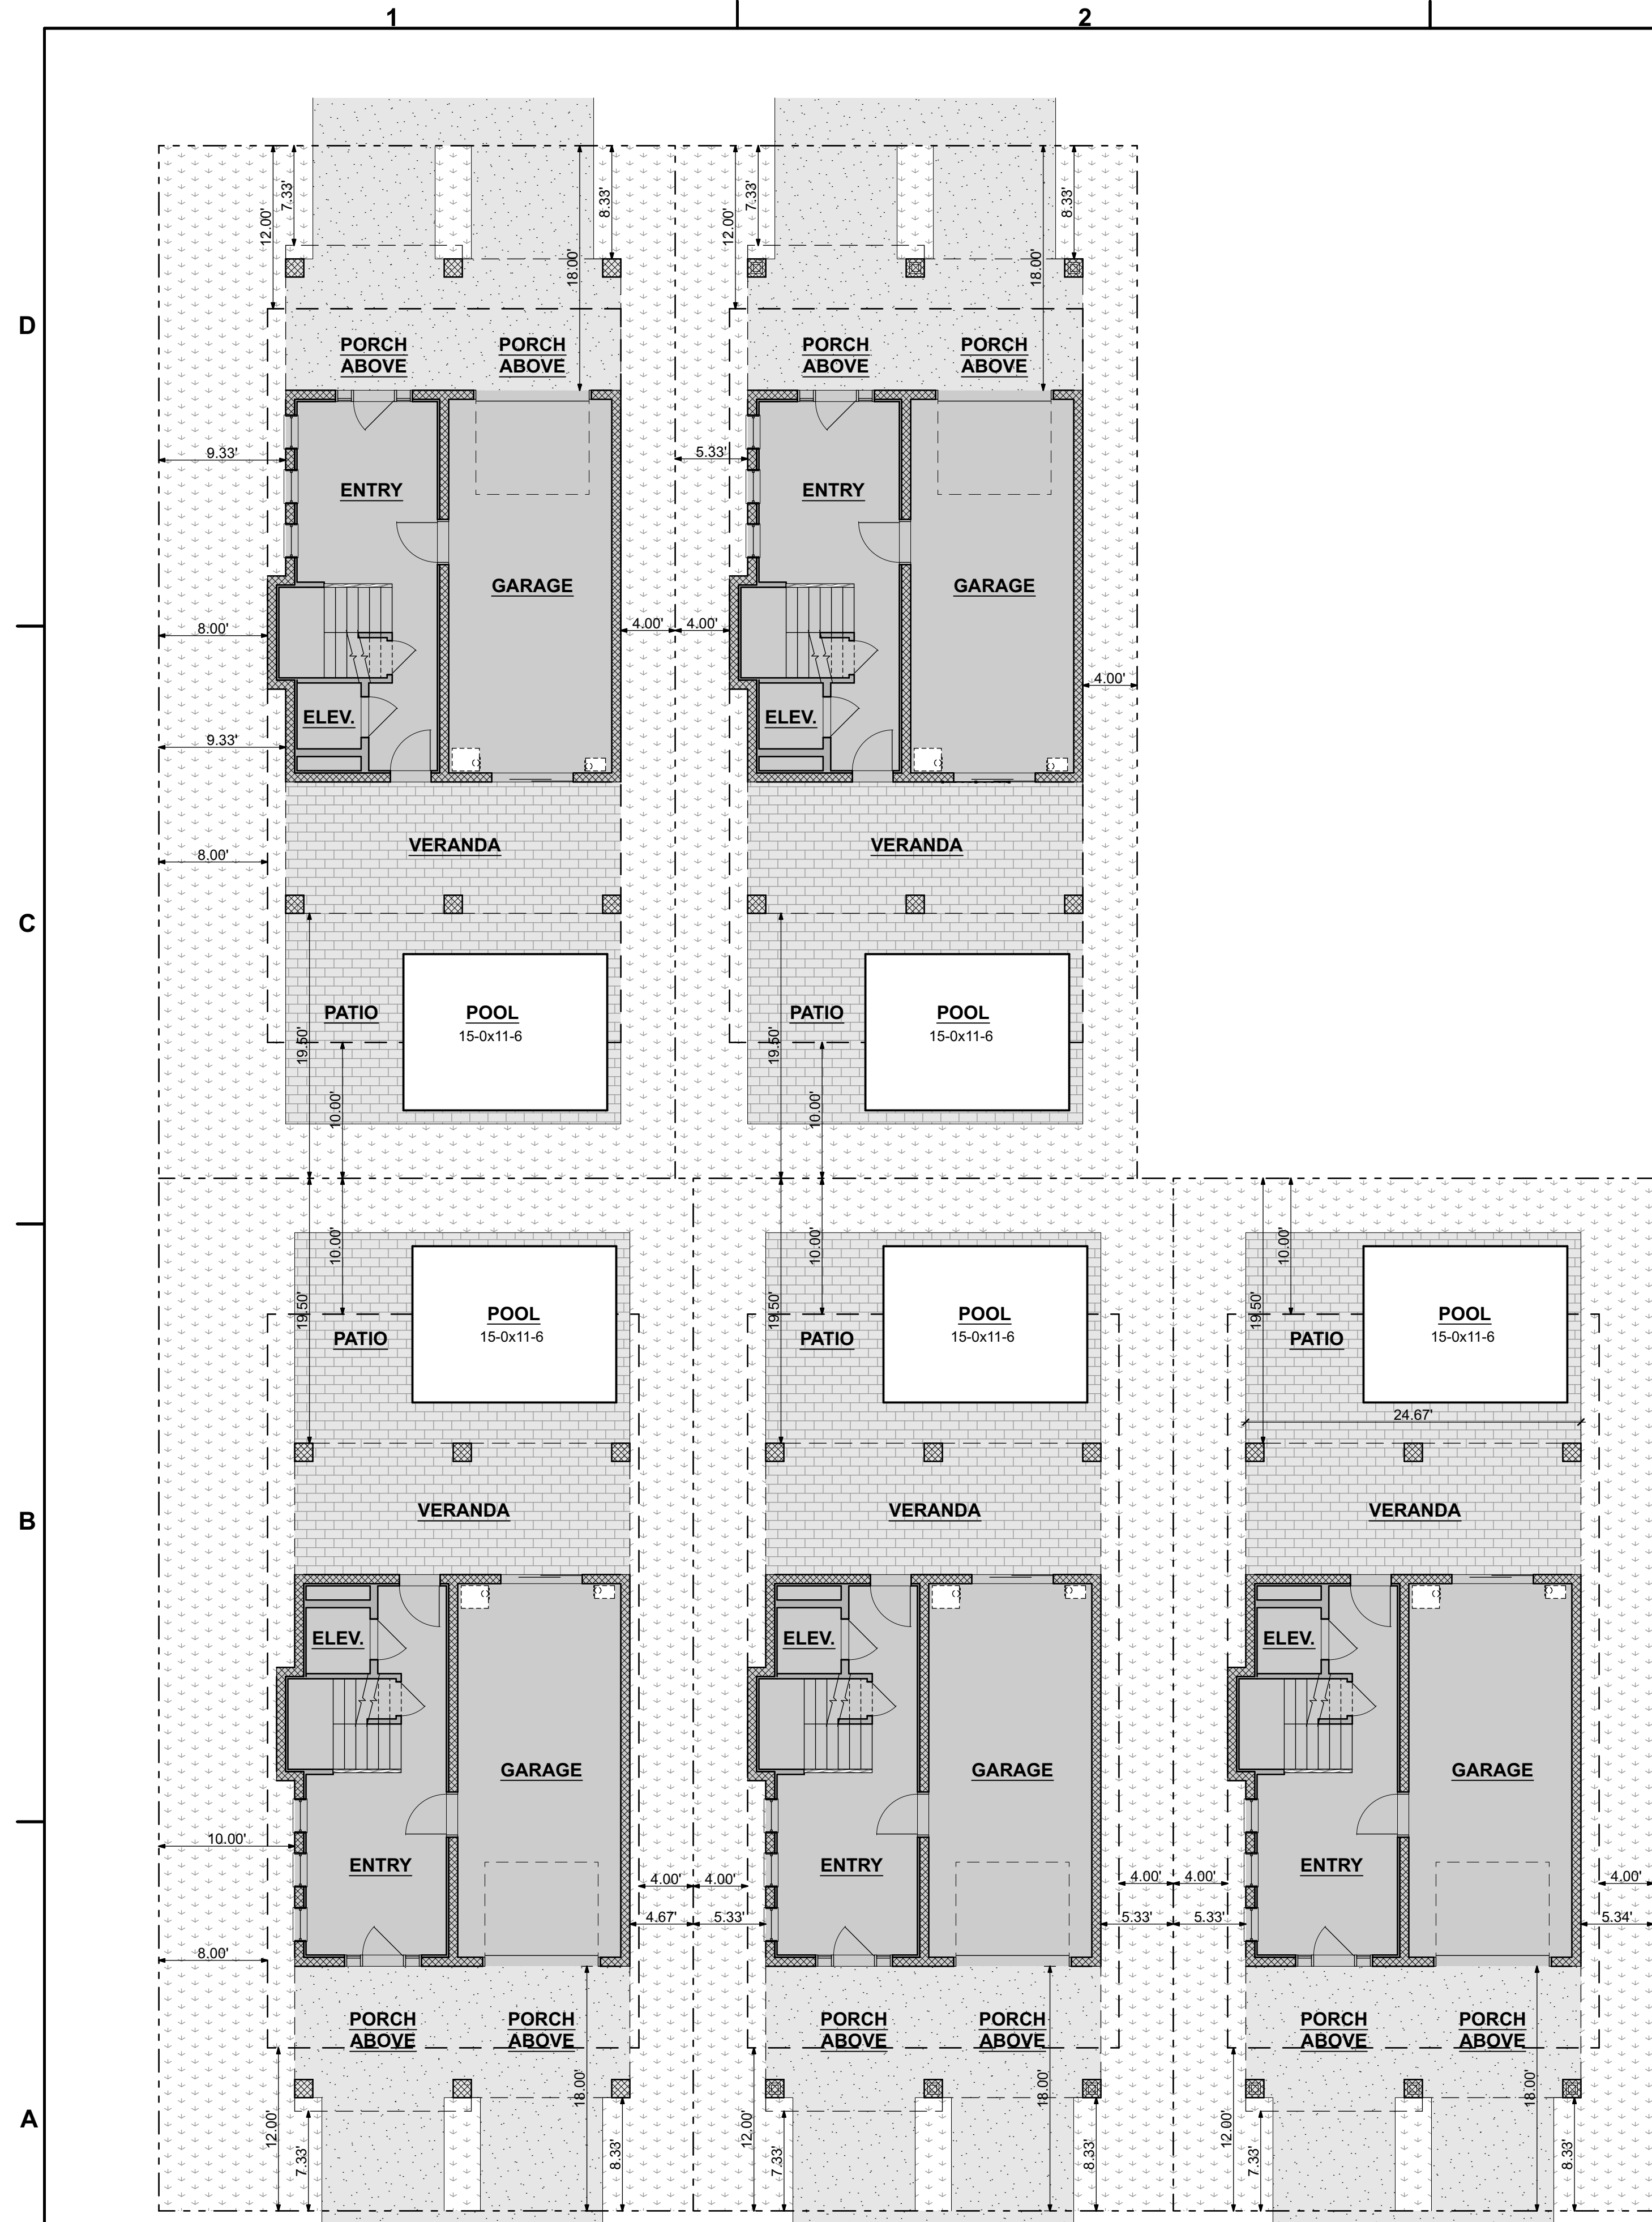 1
2
D
C
B
A
12.00'
7.33'
8.33'
18.00'
PORCH
ABOVE
PORCH
ABOVE
9.33'
ENTRY
GARAGE
8.00'
4.00'
ELEV.
9.33'
VERANDA
8.00'
PATIO
POOL
15-0x11-6
19.50'
10.00'
12.00'
7.33'
8.33'
18.00'
PORCH
ABOVE
PORCH
ABOVE
5.33'
ENTRY
GARAGE
4.00'
4.00'
ELEV.
VERANDA
PATIO
POOL
15-0x11-6
19.50'
10.00'
10.00'
19.50'
POOL
15-0x11-6
PATIO
VERANDA
ELEV.
GARAGE
10.00'
ENTRY
4.00'
4.67'
8.00'
PORCH
ABOVE
PORCH
ABOVE
18.00'
12.00'
7.33'
8.33'
10.00'
19.50'
POOL
15-0x11-6
PATIO
VERANDA
ELEV.
GARAGE
ENTRY
4.00'
5.33'
4.00'
5.33'
PORCH
ABOVE
PORCH
ABOVE
18.00'
12.00'
7.33'
8.33'
10.00'
19.50'
POOL
15-0x11-6
PATIO
24.67'
VERANDA
ELEV.
GARAGE
ENTRY
4.00'
5.33'
4.00'
5.34'
PORCH
ABOVE
PORCH
ABOVE
18.00'
12.00'
7.33'
8.33'